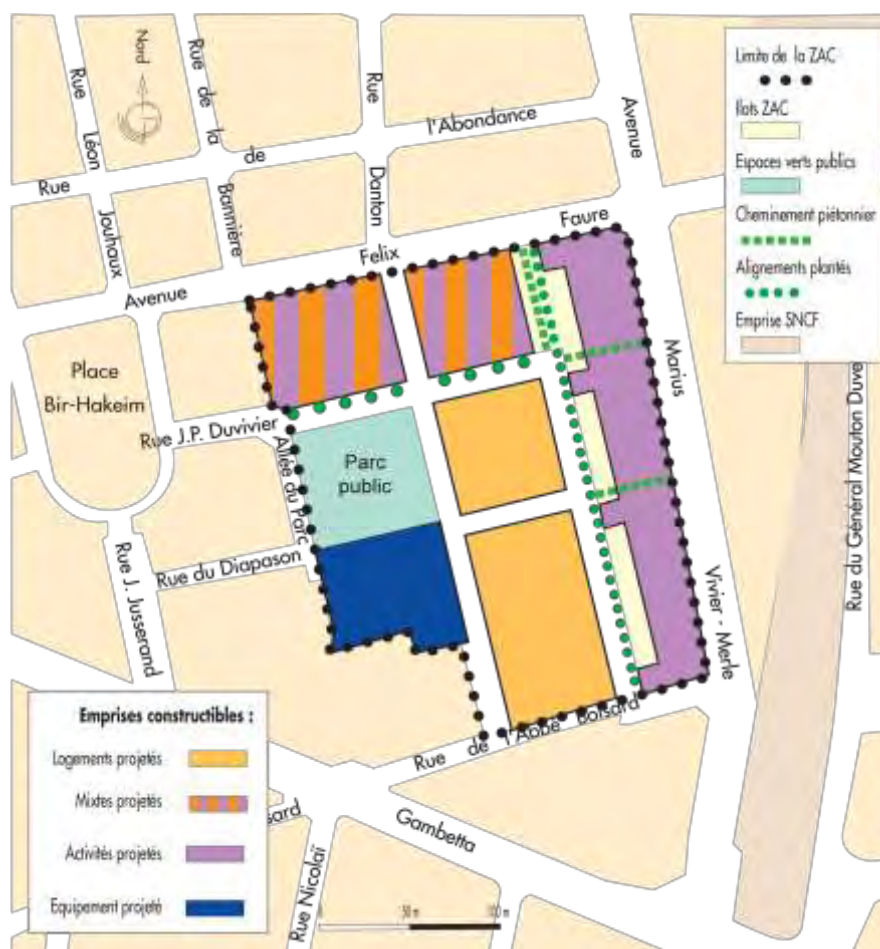 Nord
Rue Léon Jouhaux
Rue de la Bannière
Rue Danton
Rue de l'Abondance
Avenue Felix Faure
Avenue Marius Vivier - Merle
Place
Bir-Hakeim
Rue J.P. Duvivier
Allée du Parc
Parc
public
Rue du Diapason
Rue J. Jusserand
Rue de l'Abbé Boisard
sard
Gambetta
Rue Nicolaï
Rue du Général Mouton Duve
Limite de la ZAC
Ilots ZAC
Espaces verts publics
Cheminement piétonnier
Alignements plantés
Emprise SNCF
Emprises constructibles :
Logements projetés
Mixtes projetés
Activités projetés
Equipement projeté
0 50 m 100 m